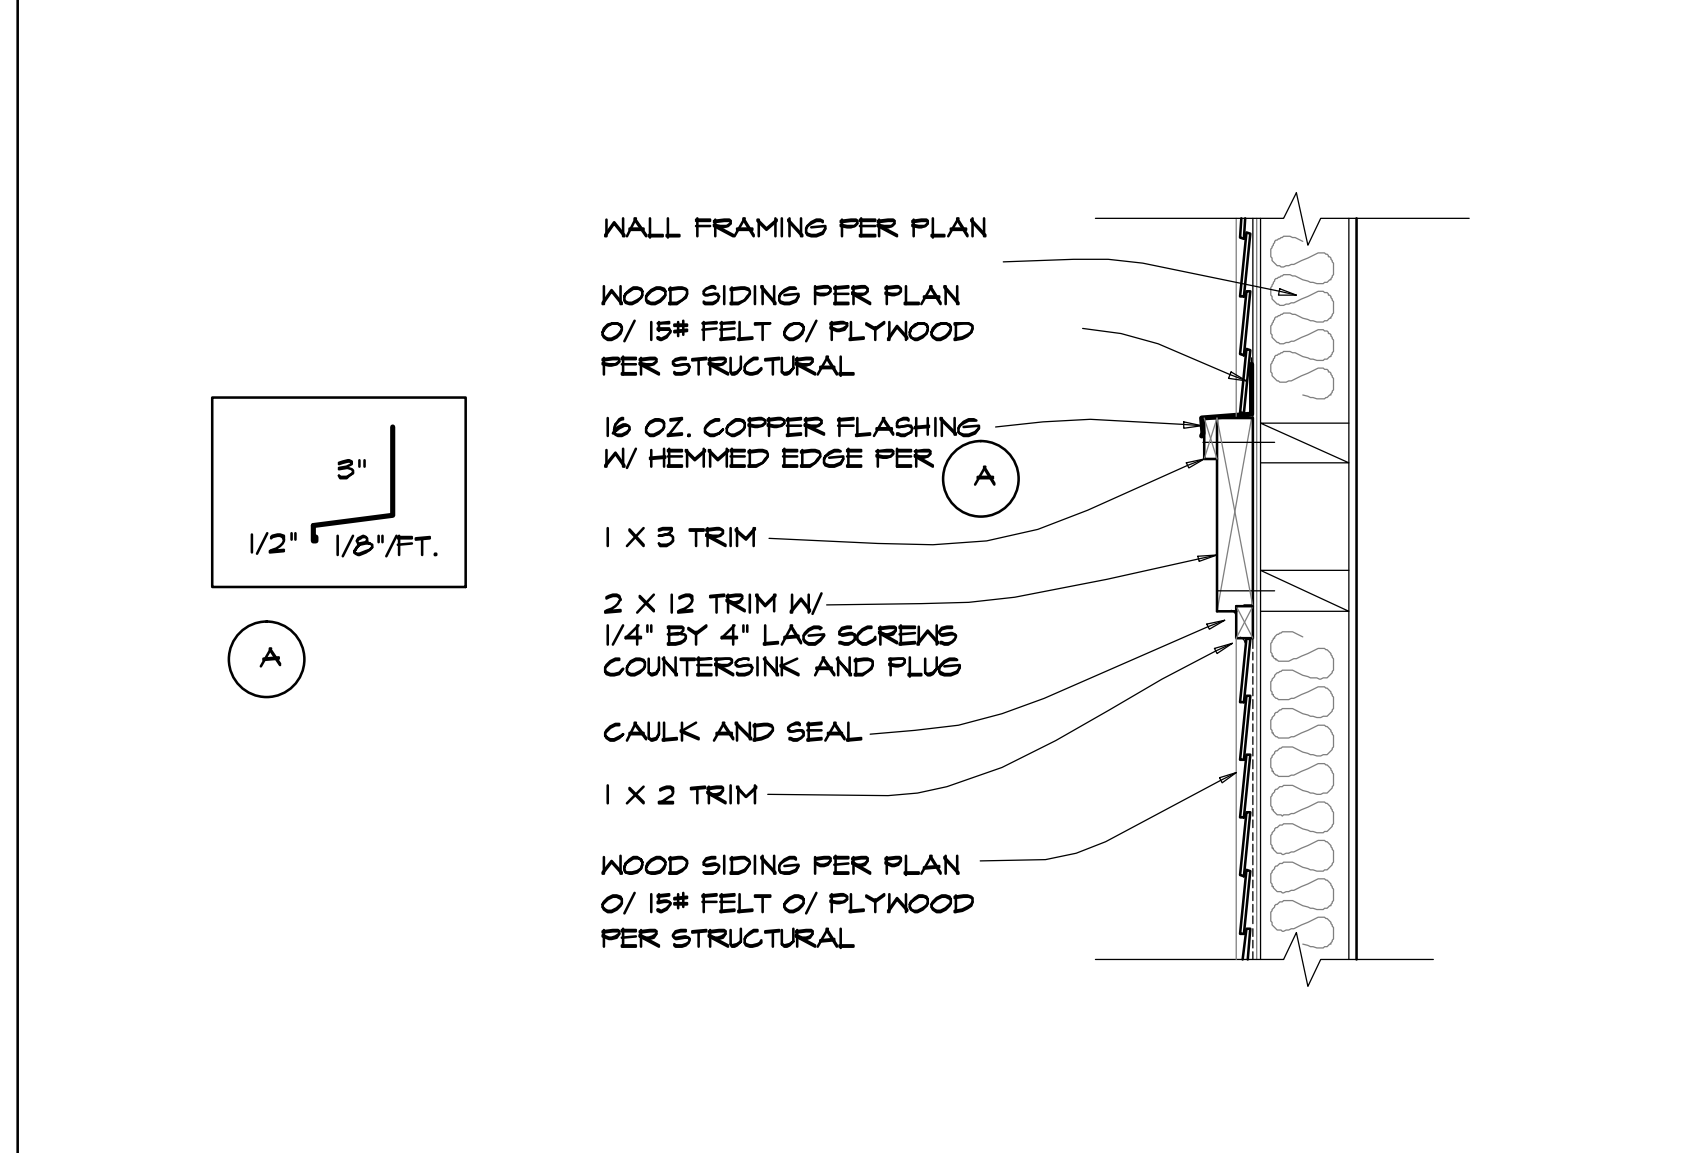 WALL FRAMING PER PLAN
WOOD SIDING PER PLAN
O/ 15# FELT O/ PLYWOOD
PER STRUCTURAL
16 OZ. COPPER FLASHING
W/ HEMMED EDGE PER A
1 X 3 TRIM
2 X 12 TRIM W/
1/4" BY 4" LAG SCREWS
COUNTERSINK AND PLUG
CAULK AND SEAL
1 X 2 TRIM
WOOD SIDING PER PLAN
O/ 15# FELT O/ PLYWOOD
PER STRUCTURAL
3"
1/2" 1/8"/FT.
A